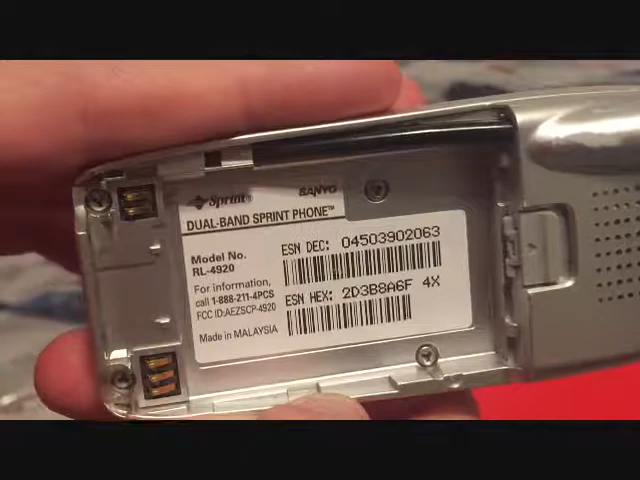 Sprint® SANYO
DUAL-BAND SPRINT PHONE™
Model No.
RL-4920
For information,
call 1-888-211-4PCS
FCC ID:AEZSCP-4920
Made in MALAYSIA
ESN DEC: 04503902063
ESN HEX: 2D3B8A6F 4X